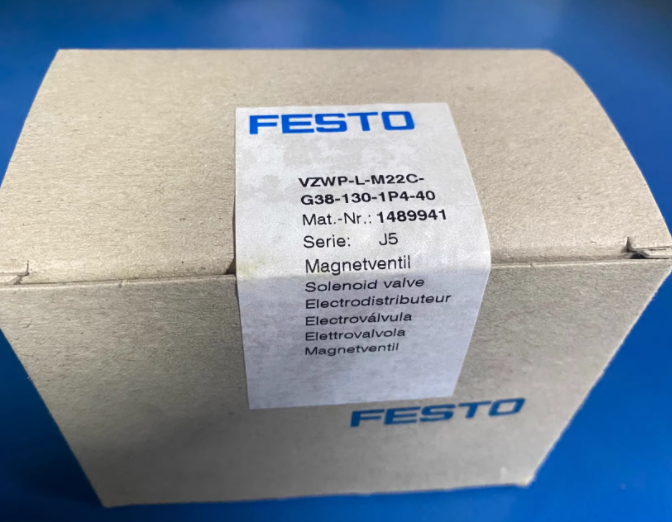 FESTO
VZWP-L-M22C-
G38-130-1P4-40
Mat.-Nr.: 1489941
Serie: J5
Magnetventil
Solenoid valve
Electrodistributeur
Electroválvula
Elettrovalvola
Magnetventil
FESTO